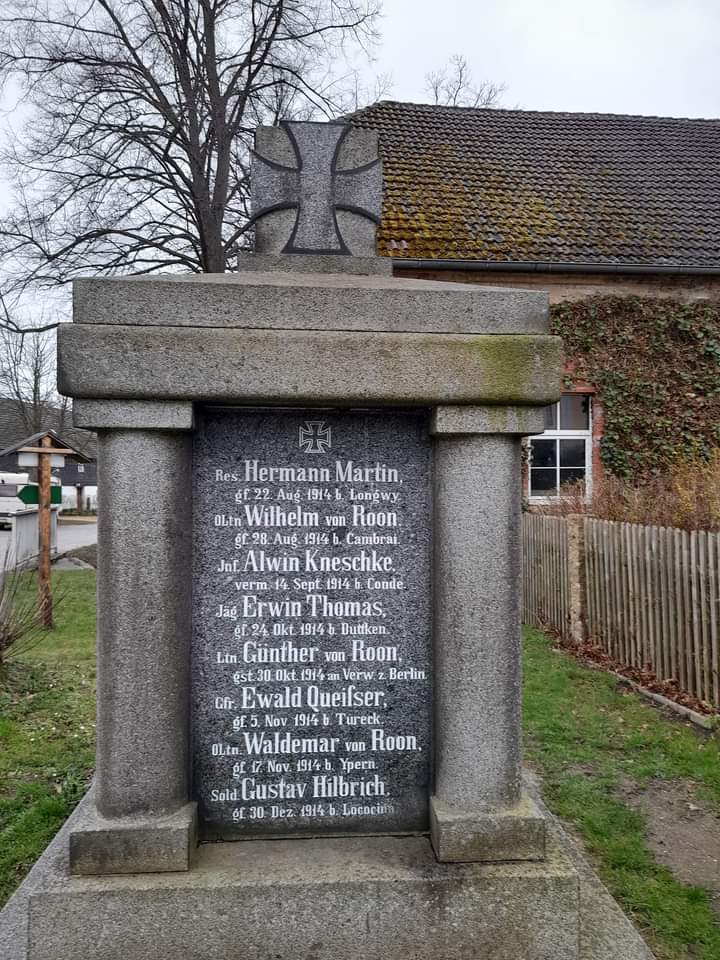 Res. Hermann Martin,
gf. 22. Aug. 1914 b. Longwy.
OLtn Wilhelm von Roon.
gf. 28. Aug. 1914 b. Cambrai.
Jnf. Alwin Kneschke,
verm. 14. Sept. 1914 b. Conde.
Jäg Erwin Thomas,
gf. 24. Okt. 1914 b. Duttken.
Ltn. Günther von Roon,
gst. 30. Okt. 1914 an Verw. z. Berlin.
Gfr. Ewald Queifser,
gf. 5. Nov 1914 b. Türeck.
OLtn. Waldemar von Roon,
gf. 17. Nov. 1914 b. Ypern.
Sold. Gustav Hilbrich,
gf. 30. Dez. 1914 b.